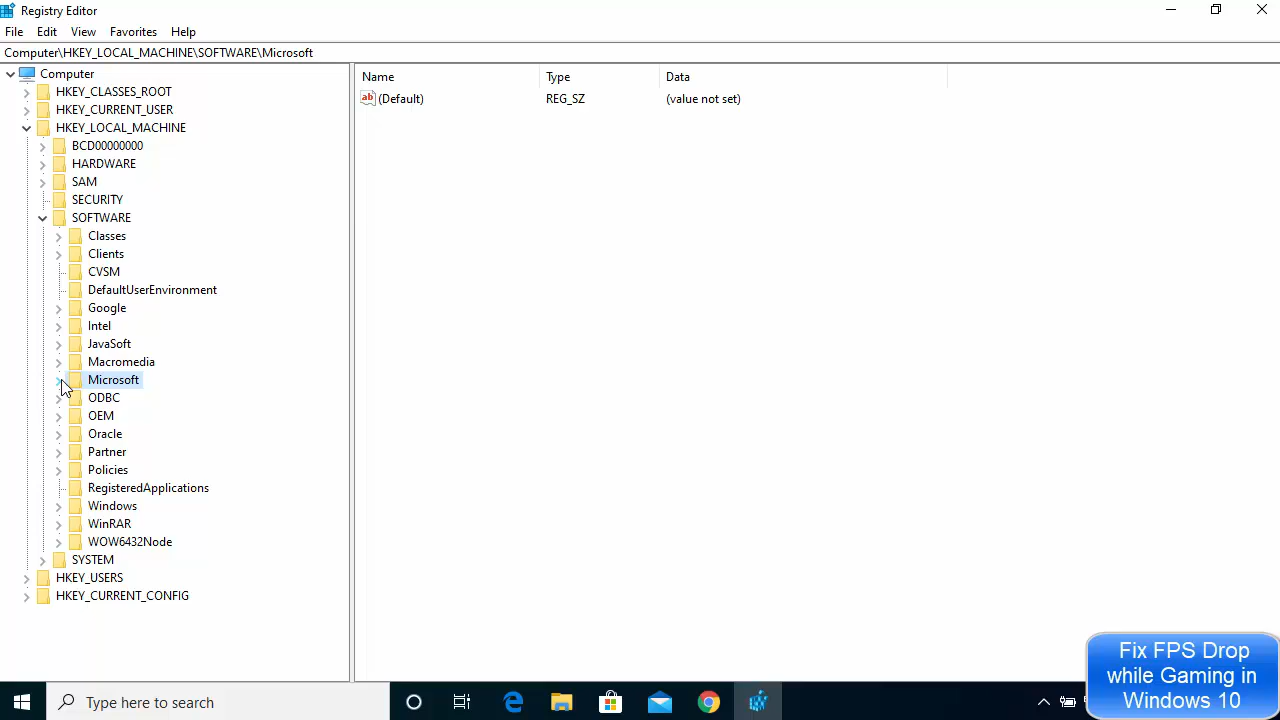 Registry Editor
File Edit View Favorites Help
Computer\HKEY_LOCAL_MACHINE\SOFTWARE\Microsoft
Computer
HKEY_CLASSES_ROOT
HKEY_CURRENT_USER
HKEY_LOCAL_MACHINE
BCD00000000
HARDWARE
SAM
SECURITY
SOFTWARE
Classes
Clients
CVSM
DefaultUserEnvironment
Google
Intel
JavaSoft
Macromedia
Microsoft
ODBC
OEM
Oracle
Partner
Policies
RegisteredApplications
Windows
WinRAR
WOW6432Node
SYSTEM
HKEY_USERS
HKEY_CURRENT_CONFIG
Name Type Data
ab (Default) REG_SZ (value not set)
Fix FPS Drop
while Gaming in
Windows 10
Type here to search